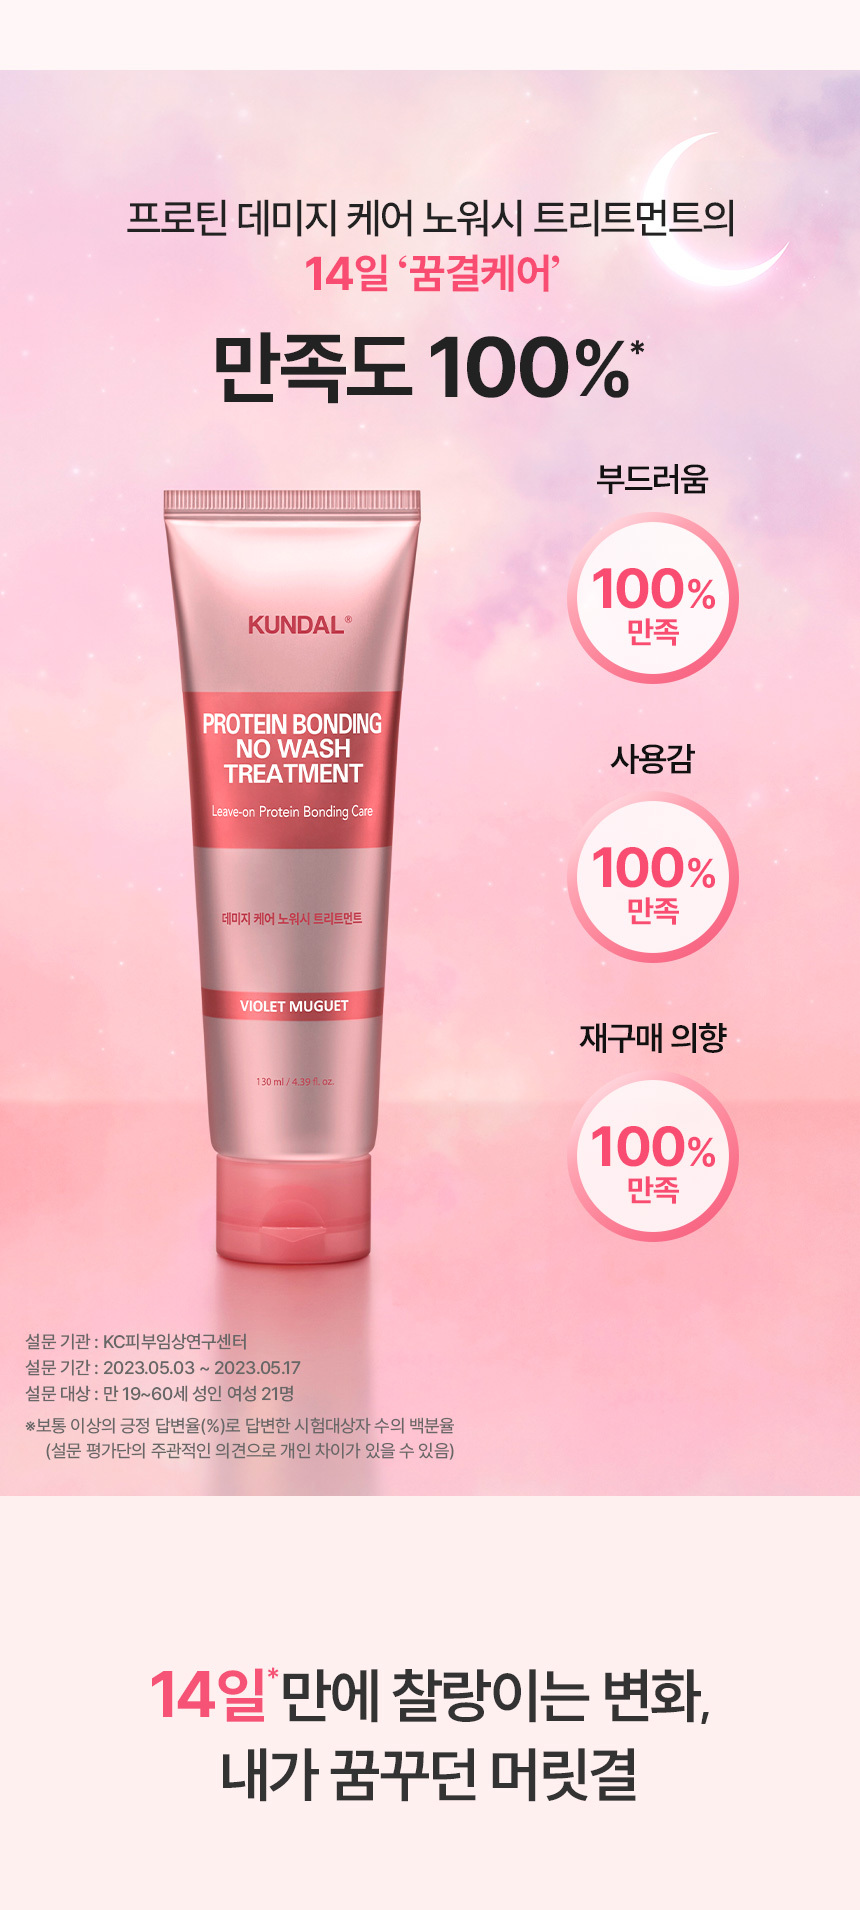 프로틴 데미지 케어 노워시 트리트먼트의
14일 ‘꿈결케어’
만족도 100%*
KUNDAL®
PROTEIN BONDING
NO WASH
TREATMENT
Leave-on Protein Bonding Care
데미지 케어 노워시 트리트먼트
VIOLET MUGUET
130 ml / 4.39 fl. oz.
부드러움
100%
만족
사용감
100%
만족
재구매 의향
100%
만족
설문 기관 : KC피부임상연구센터
설문 기간 : 2023.05.03 ~ 2023.05.17
설문 대상 : 만 19~60세 성인 여성 21명
※보통 이상의 긍정 답변율(%)로 답변한 시험대상자 수의 백분율
(설문 평가단의 주관적인 의견으로 개인 차이가 있을 수 있음)
14일*만에 찰랑이는 변화,
내가 꿈꾸던 머릿결